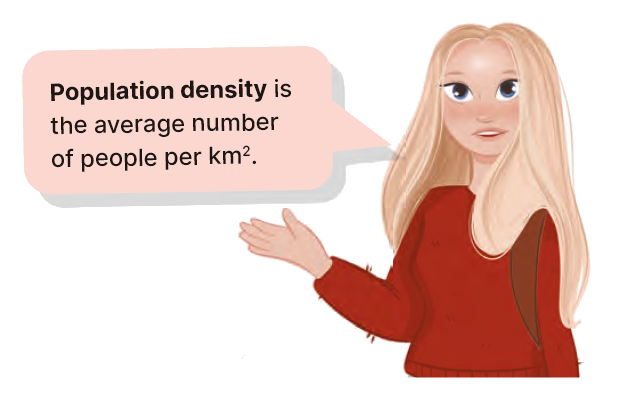 Population density is
the average number
of people per km².